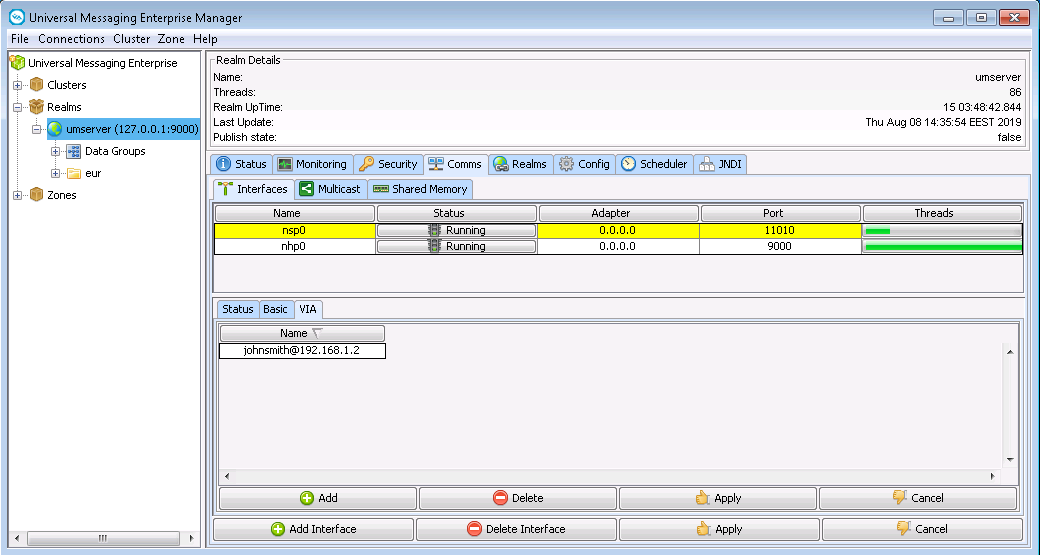 Universal Messaging Enterprise Manager
File Connections Cluster Zone Help
Universal Messaging Enterprise
Clusters
Realms
umserver (127.0.0.1:9000)
Data Groups
eur
Zones
Realm Details
Name: umserver
Threads: 86
Realm UpTime: 15 03:48:42.844
Last Update: Thu Aug 08 14:35:54 EEST 2019
Publish state: false
Status Monitoring Security Comms Realms Config Scheduler JNDI
Interfaces Multicast Shared Memory
Name Status Adapter Port Threads
nsp0 Running 0.0.0.0 11010
nhp0 Running 0.0.0.0 9000
Status Basic VIA
Name
johnsmith@192.168.1.2
Add Delete Apply Cancel
Add Interface Delete Interface Apply Cancel